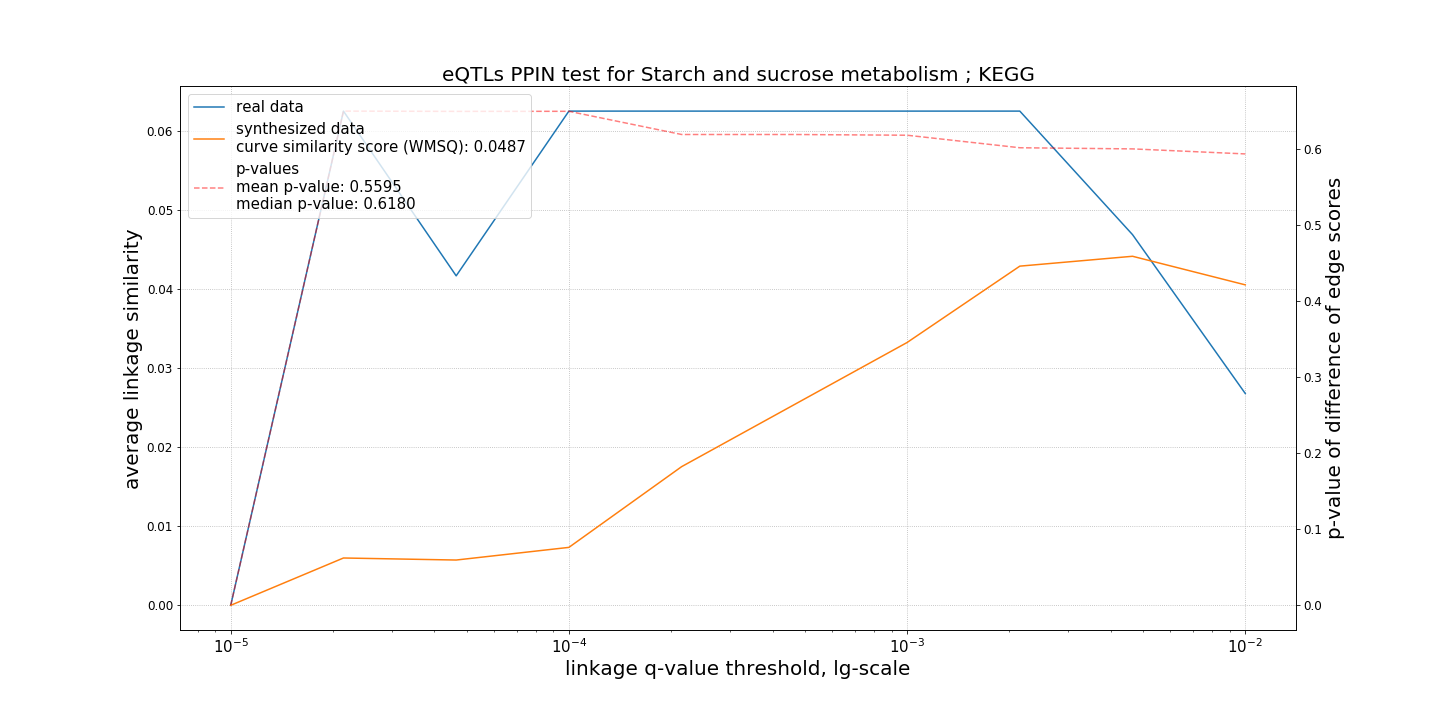 eQTLs PPIN test for Starch and sucrose metabolism ; KEGG
real data
synthesized data
curve similarity score (WMSQ): 0.0487
p-values
mean p-value: 0.5595
median p-value: 0.6180
average linkage similarity
0.06
0.05
0.04
0.03
0.02
0.01
0.00
p-value of difference of edge scores
0.6
0.5
0.4
0.3
0.2
0.1
0.0
10⁻⁵ 10⁻⁴ 10⁻³ 10⁻²
linkage q-value threshold, lg-scale